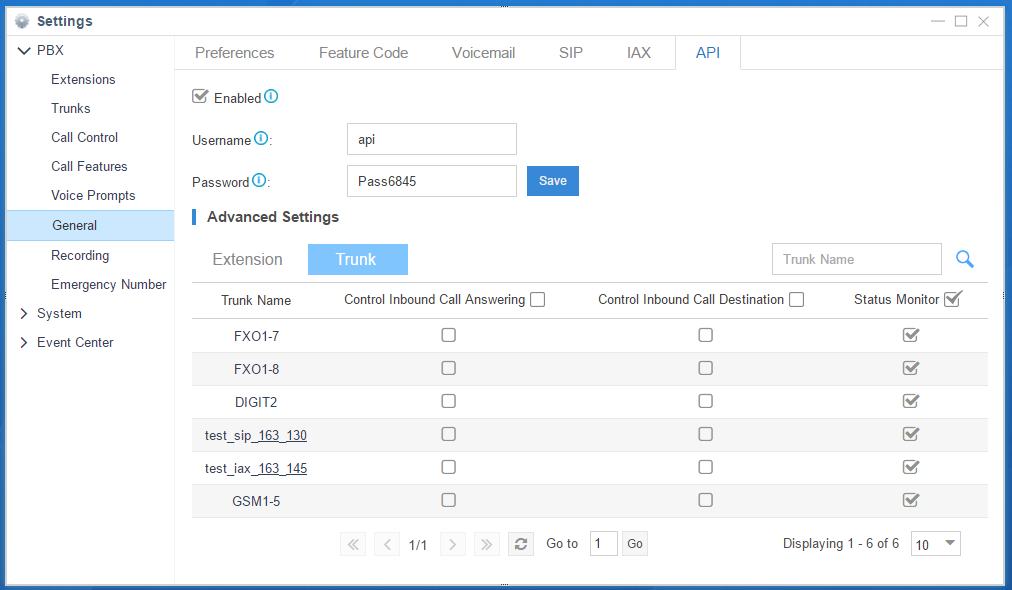 Settings
PBX
Extensions
Trunks
Call Control
Call Features
Voice Prompts
General
Recording
Emergency Number
System
Event Center
Preferences Feature Code Voicemail SIP IAX API
Enabled
Username :
api
Password :
Pass6845
Save
Advanced Settings
Extension Trunk
Trunk Name
Trunk Name Control Inbound Call Answering Control Inbound Call Destination Status Monitor
FXO1-7
FXO1-8
DIGIT2
test_sip_163_130
test_iax_163_145
GSM1-5
1/1 Go to 1 Go Displaying 1 - 6 of 6 10